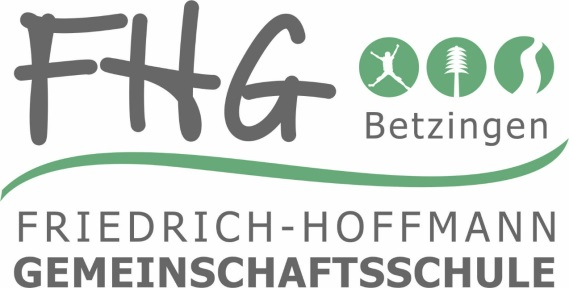 FHG
Betzingen
FRIEDRICH-HOFFMANN
GEMEINSCHAFTSSCHULE